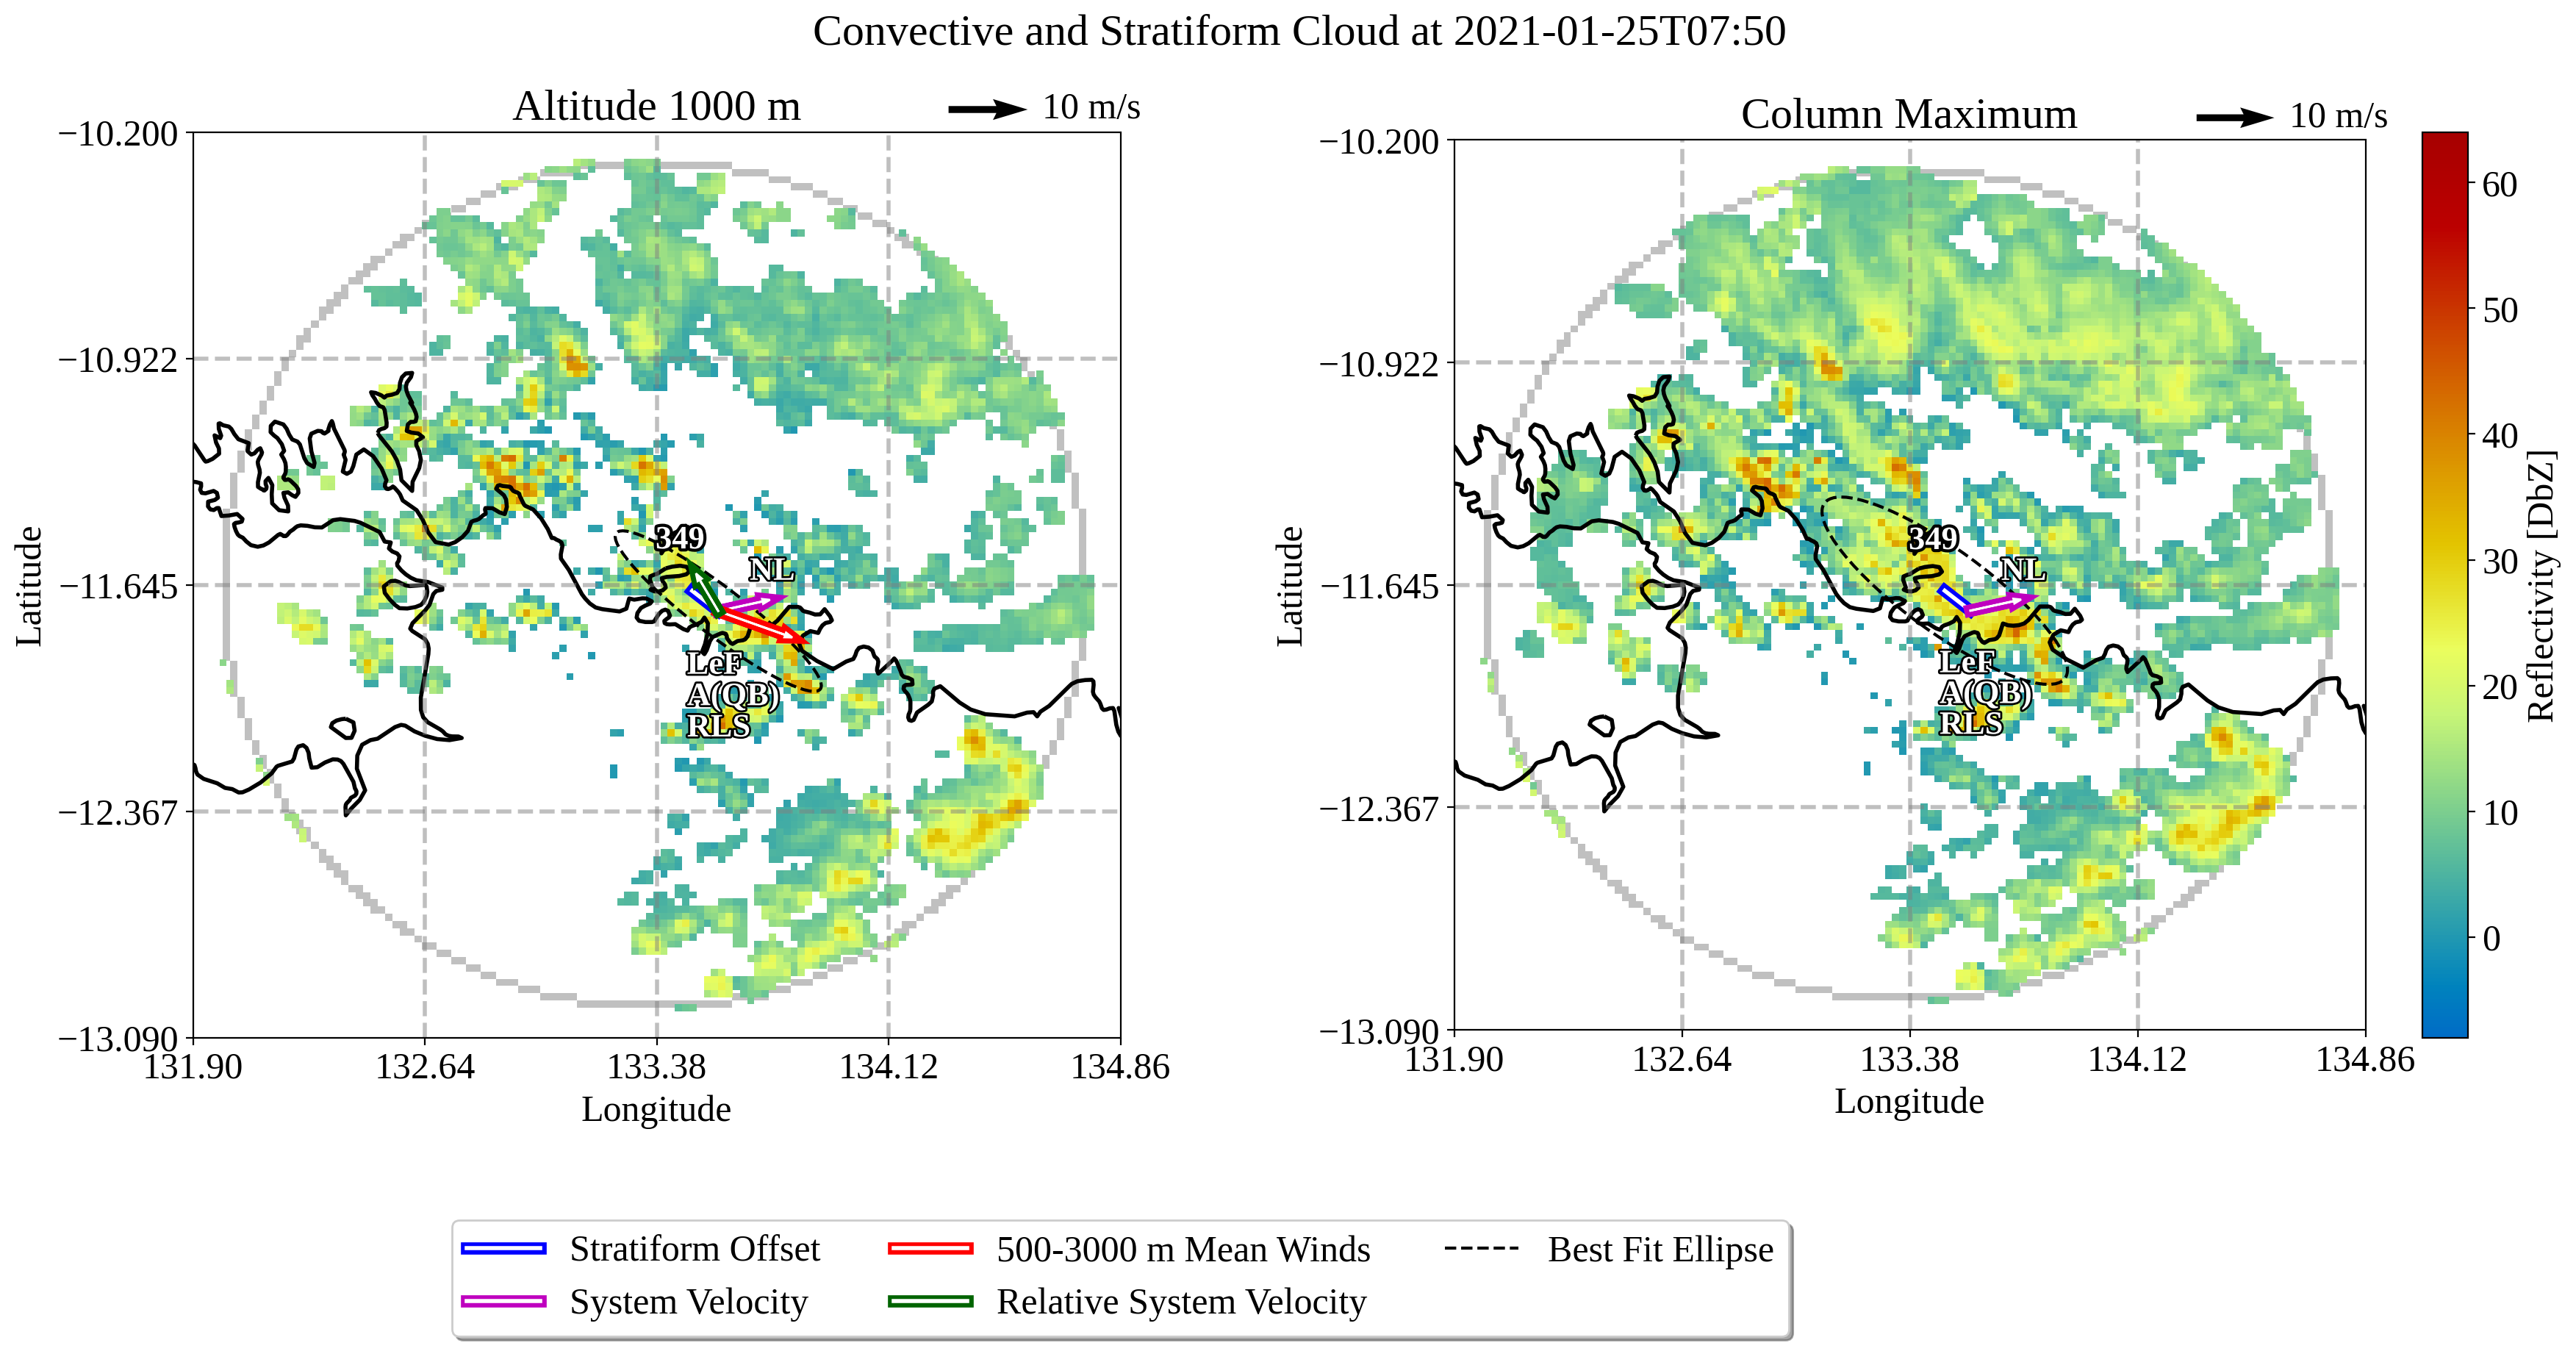 Convective and Stratiform Cloud at 2021-01-25T07:50
Altitude 1000 m
10 m/s
−10.200
−10.922
−11.645
−12.367
−13.090
Latitude
131.90
132.64
133.38
134.12
134.86
Longitude
349
NL
LeF
A(QB)
RLS
Column Maximum
10 m/s
−10.200
−10.922
−11.645
−12.367
−13.090
Latitude
131.90
132.64
133.38
134.12
134.86
Longitude
349
NL
LeF
A(QB)
RLS
60
50
40
30
20
10
0
Reflectivity [DbZ]
Stratiform Offset
System Velocity
500-3000 m Mean Winds
Relative System Velocity
Best Fit Ellipse